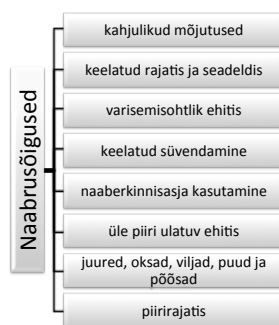 Naabrusõigused
kahjulikud mõjutused
keelatud rajatis ja seadeldis
varisemisohtlik ehitis
keelatud süvendamine
naaberkinnisasja kasutamine
üle piiri ulatuv ehitis
juured, oksad, viljad, puud ja
põõsad
piirirajatis